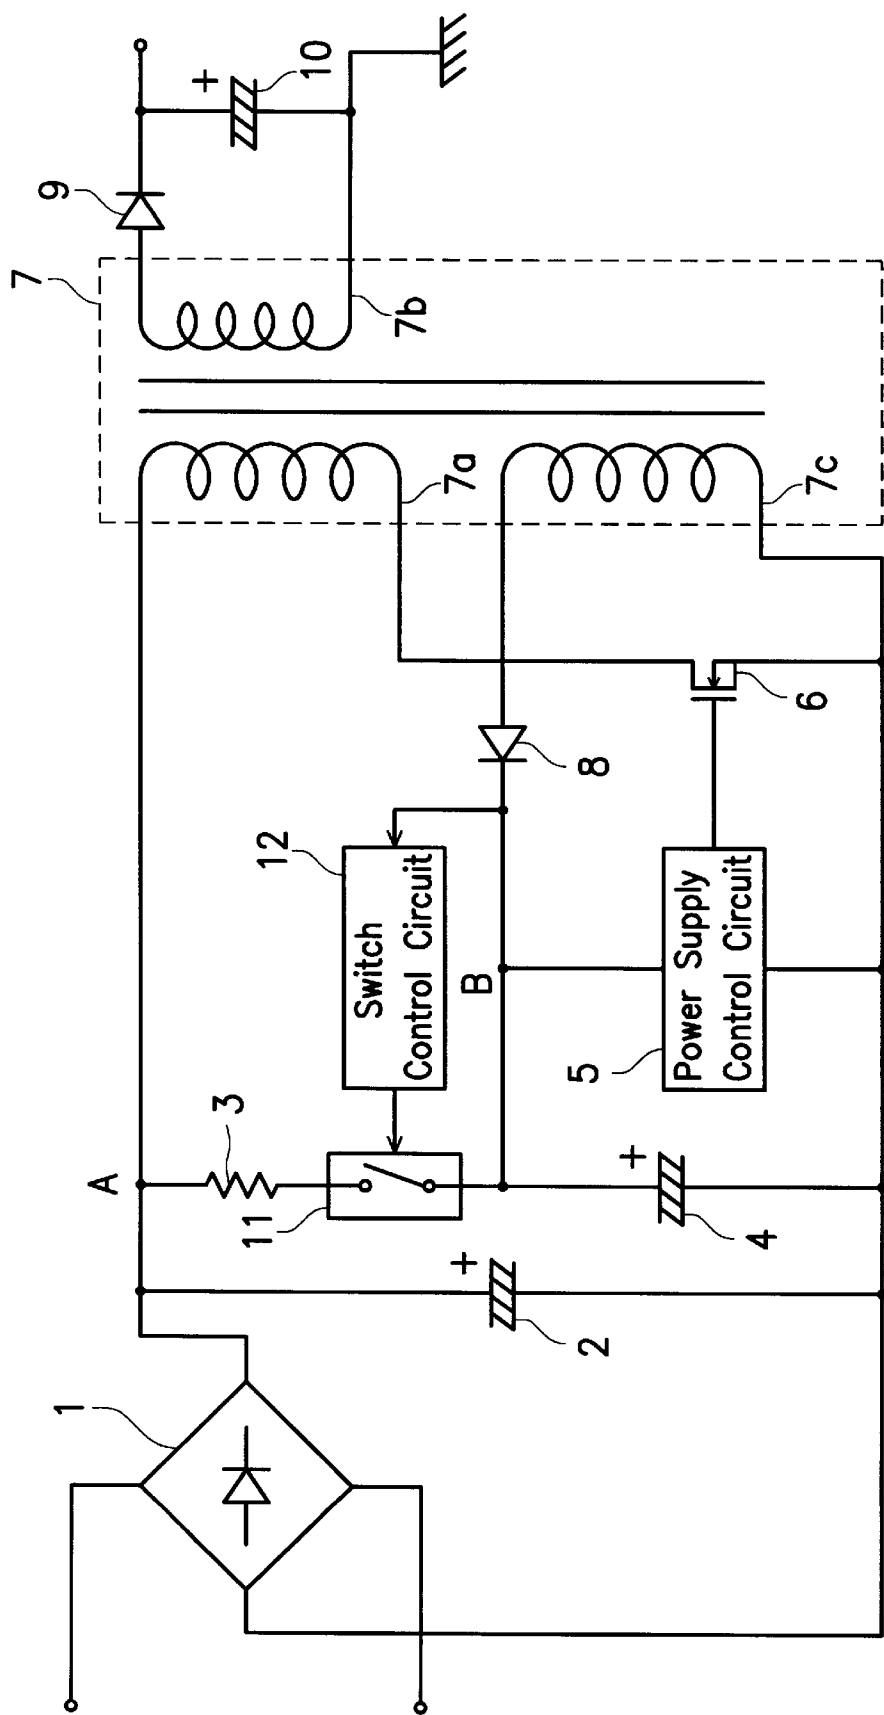 1
2
+
A
3
11
12
Switch
Control Circuit
B
4
+
5
Power Supply
Control Circuit
8
6
7
7a
7b
7c
9
+
10